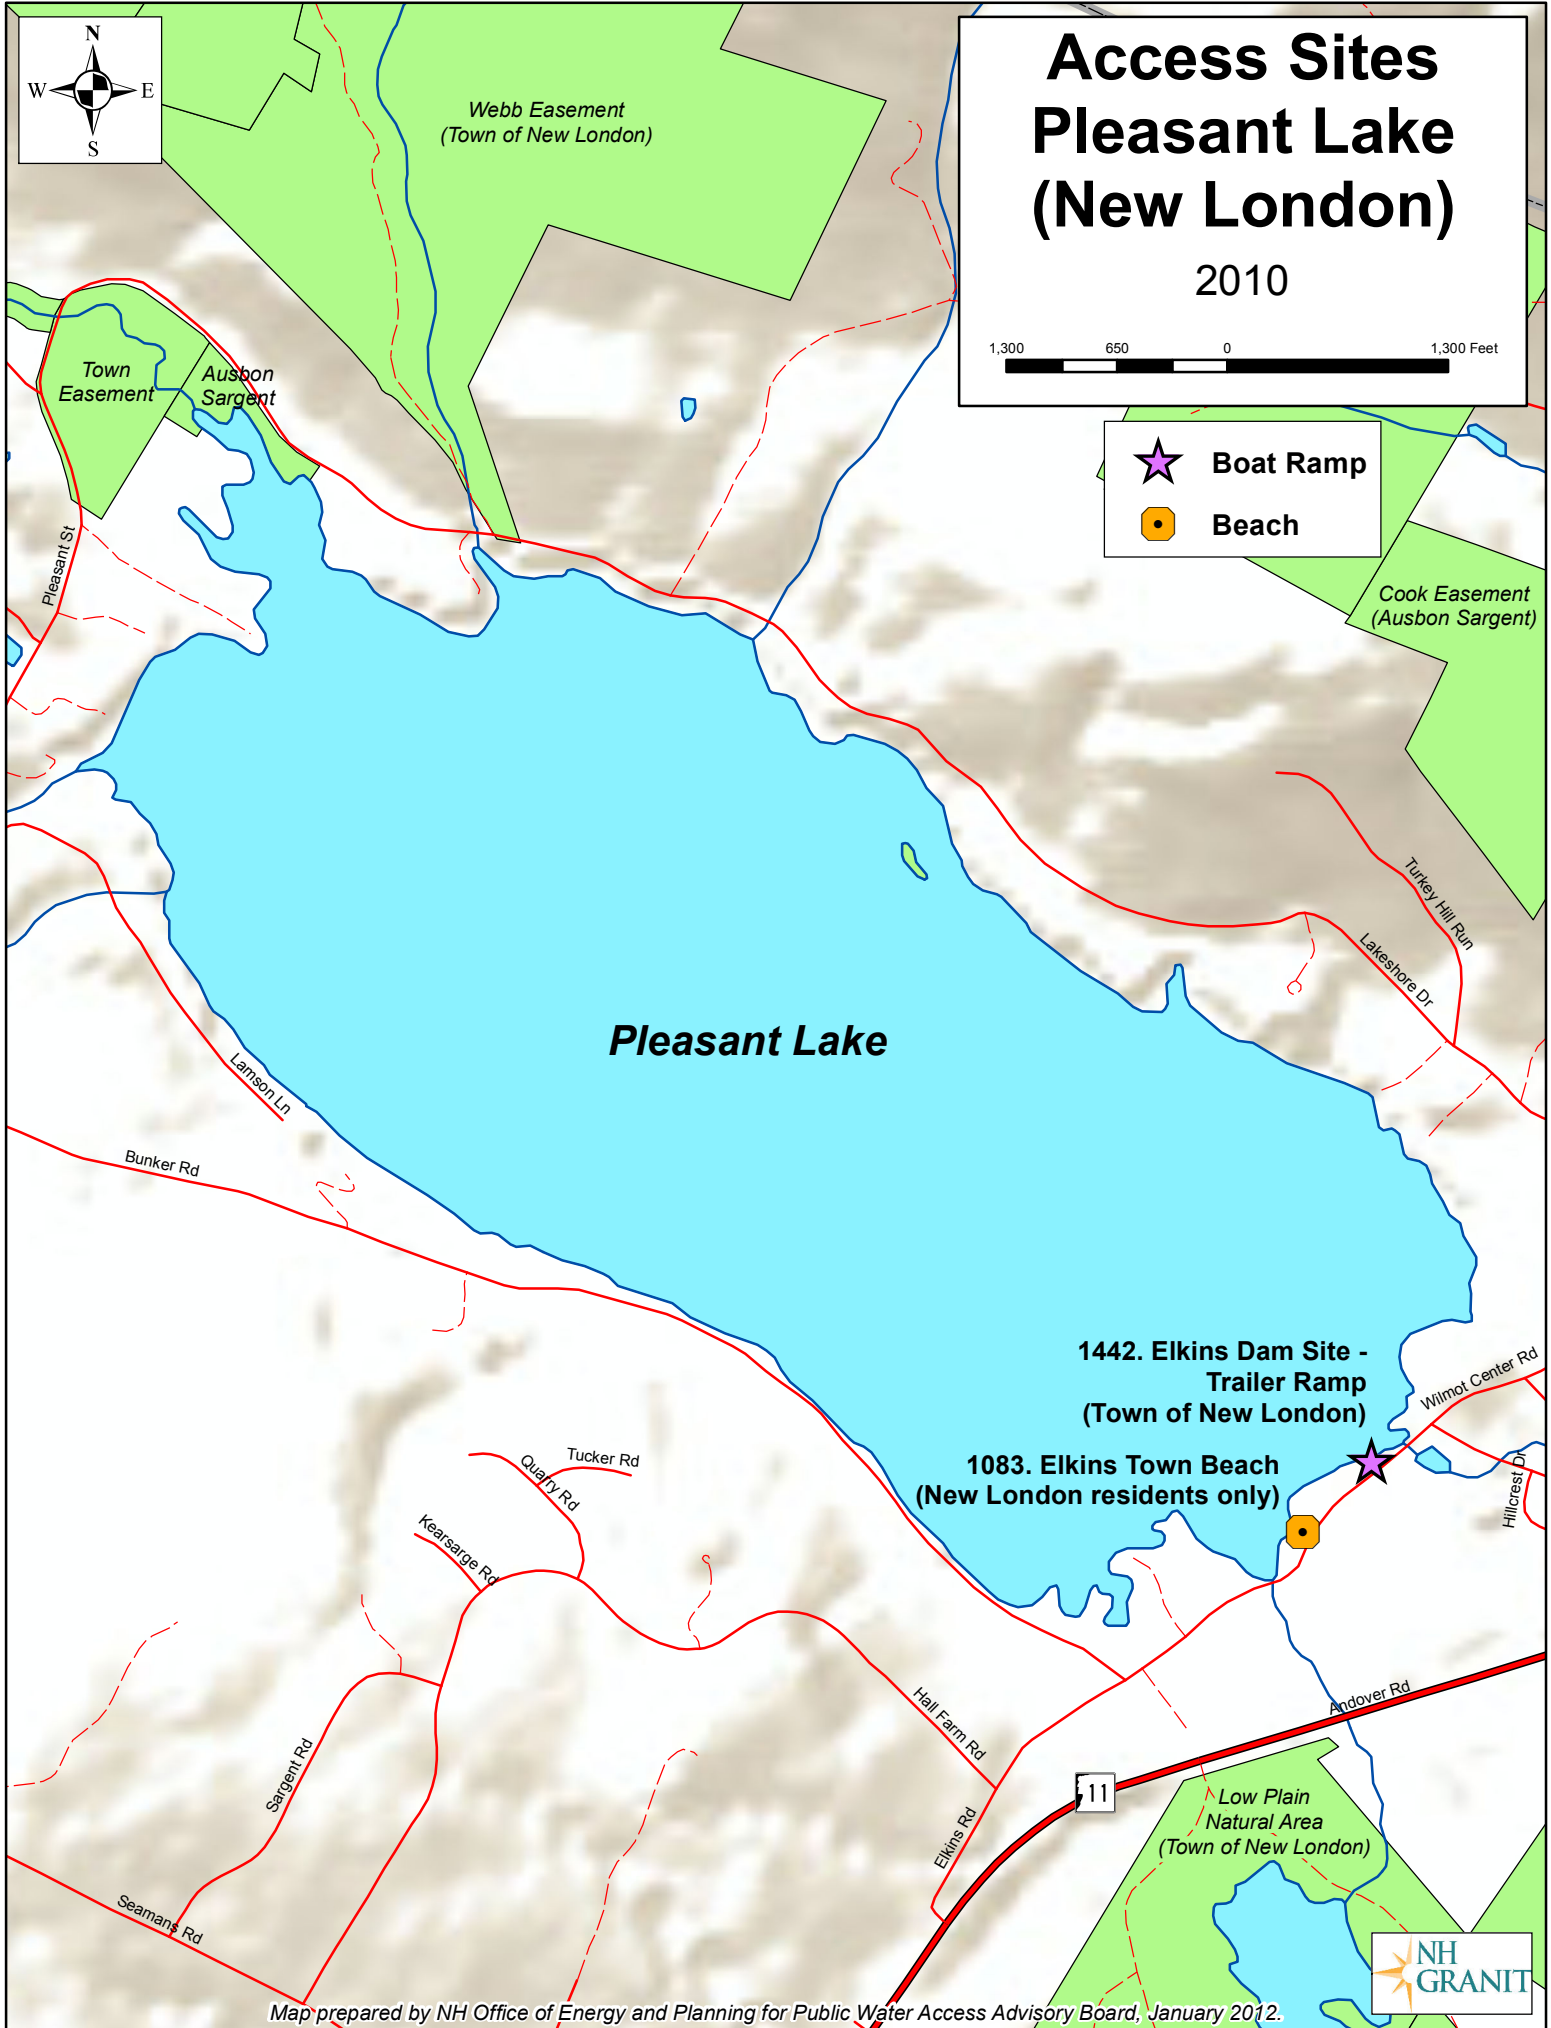 N
W
E
S
Access Sites
Pleasant Lake
(New London)
2010
1,300
650
0
1,300 Feet
Boat Ramp
Beach
Webb Easement
(Town of New London)
Town
Easement
Ausbon
Sargent
Pleasant St
Cook Easement
(Ausbon Sargent)
Turkey Hill Run
Lakeshore Dr
Pleasant Lake
Lamson Ln
Bunker Rd
1442. Elkins Dam Site -
Trailer Ramp
(Town of New London)
Wilmot Center Rd
1083. Elkins Town Beach
(New London residents only)
Hillcrest Dr
Tucker Rd
Quarry Rd
Kearsarge Rd
Hall Farm Rd
Andover Rd
Sargent Rd
11
Elkins Rd
Low Plain
Natural Area
(Town of New London)
Seamans Rd
NH
GRANIT
Map prepared by NH Office of Energy and Planning for Public Water Access Advisory Board, January 2012.